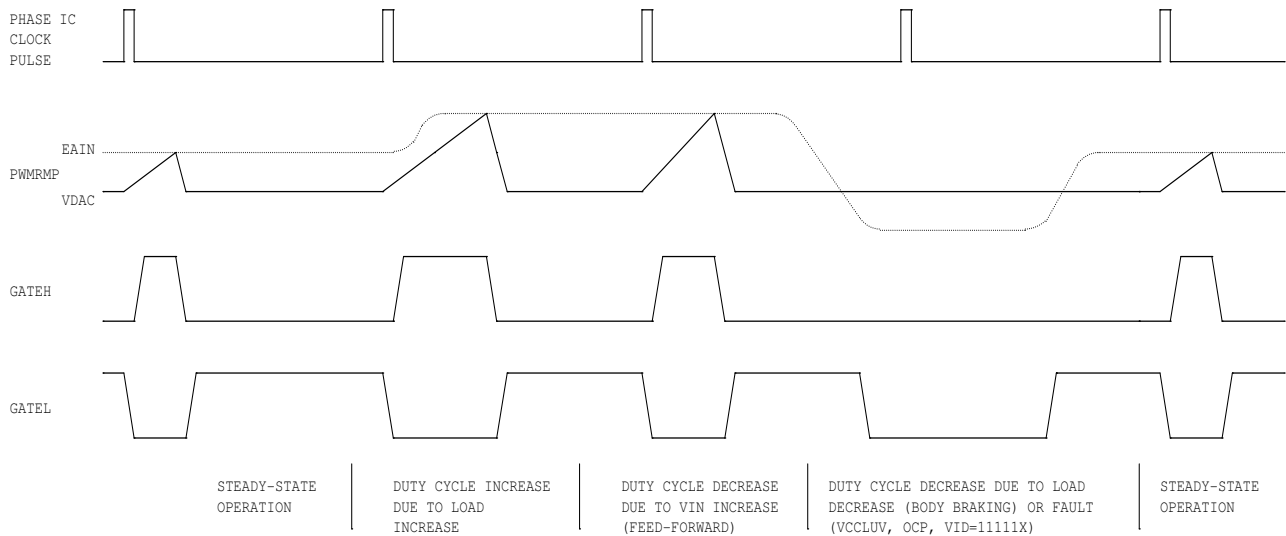 PHASE IC
CLOCK
PULSE
EAIN
PWMRMP
VDAC
GATEH
GATEL
STEADY-STATE
OPERATION
DUTY CYCLE INCREASE
DUE TO LOAD
INCREASE
DUTY CYCLE DECREASE
DUE TO VIN INCREASE
(FEED-FORWARD)
DUTY CYCLE DECREASE DUE TO LOAD
DECREASE (BODY BRAKING) OR FAULT
(VCCLUV, OCP, VID=11111X)
STEADY-STATE
OPERATION